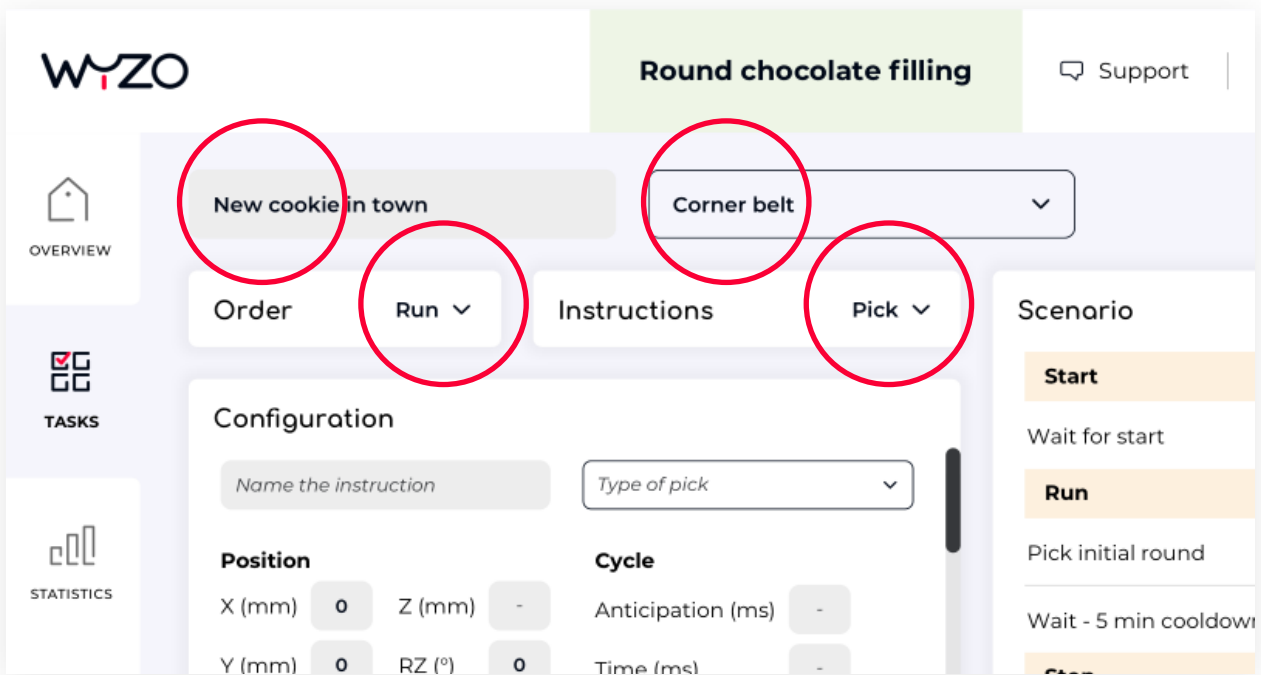 WYZO
Round chocolate filling
Support
OVERVIEW
TASKS
STATISTICS
New cookie in town
Corner belt
Order
Run
Instructions
Pick
Configuration
Name the instruction
Type of pick
Position
X (mm) 0 Z (mm) -
Y (mm) 0 RZ (°) 0
Cycle
Anticipation (ms) -
Time (ms) -
Scenario
Start
Wait for start
Run
Pick initial round
Wait - 5 min cooldown
Stop